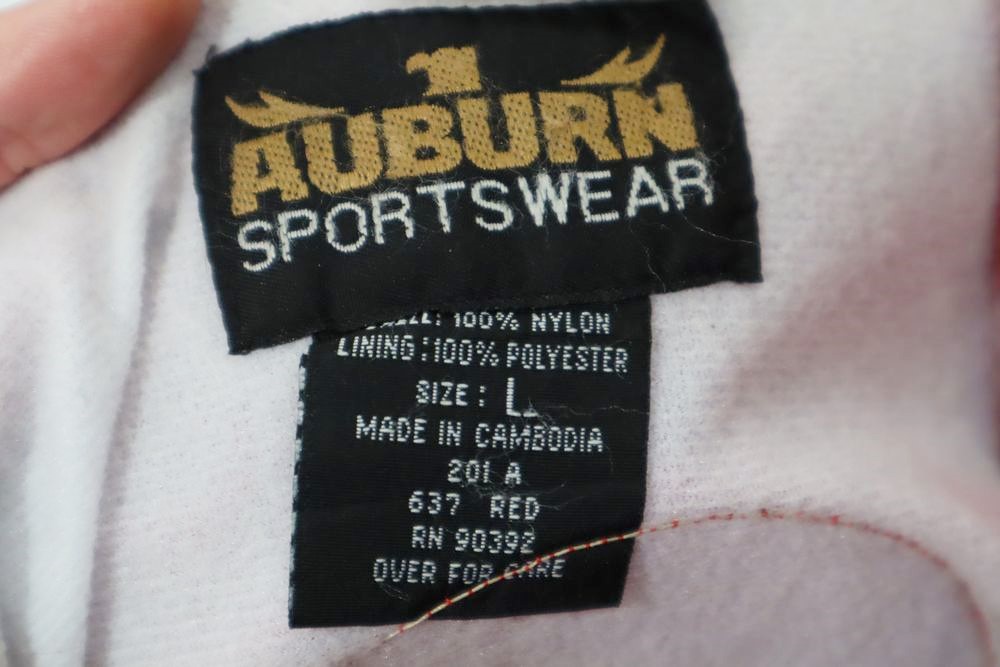 AUBURN
SPORTSWEAR
100% NYLON
LINING:100% POLYESTER
SIZE: L
MADE IN CAMBODIA
201 A
637 RED
RN 90392
OVER FOR CARE